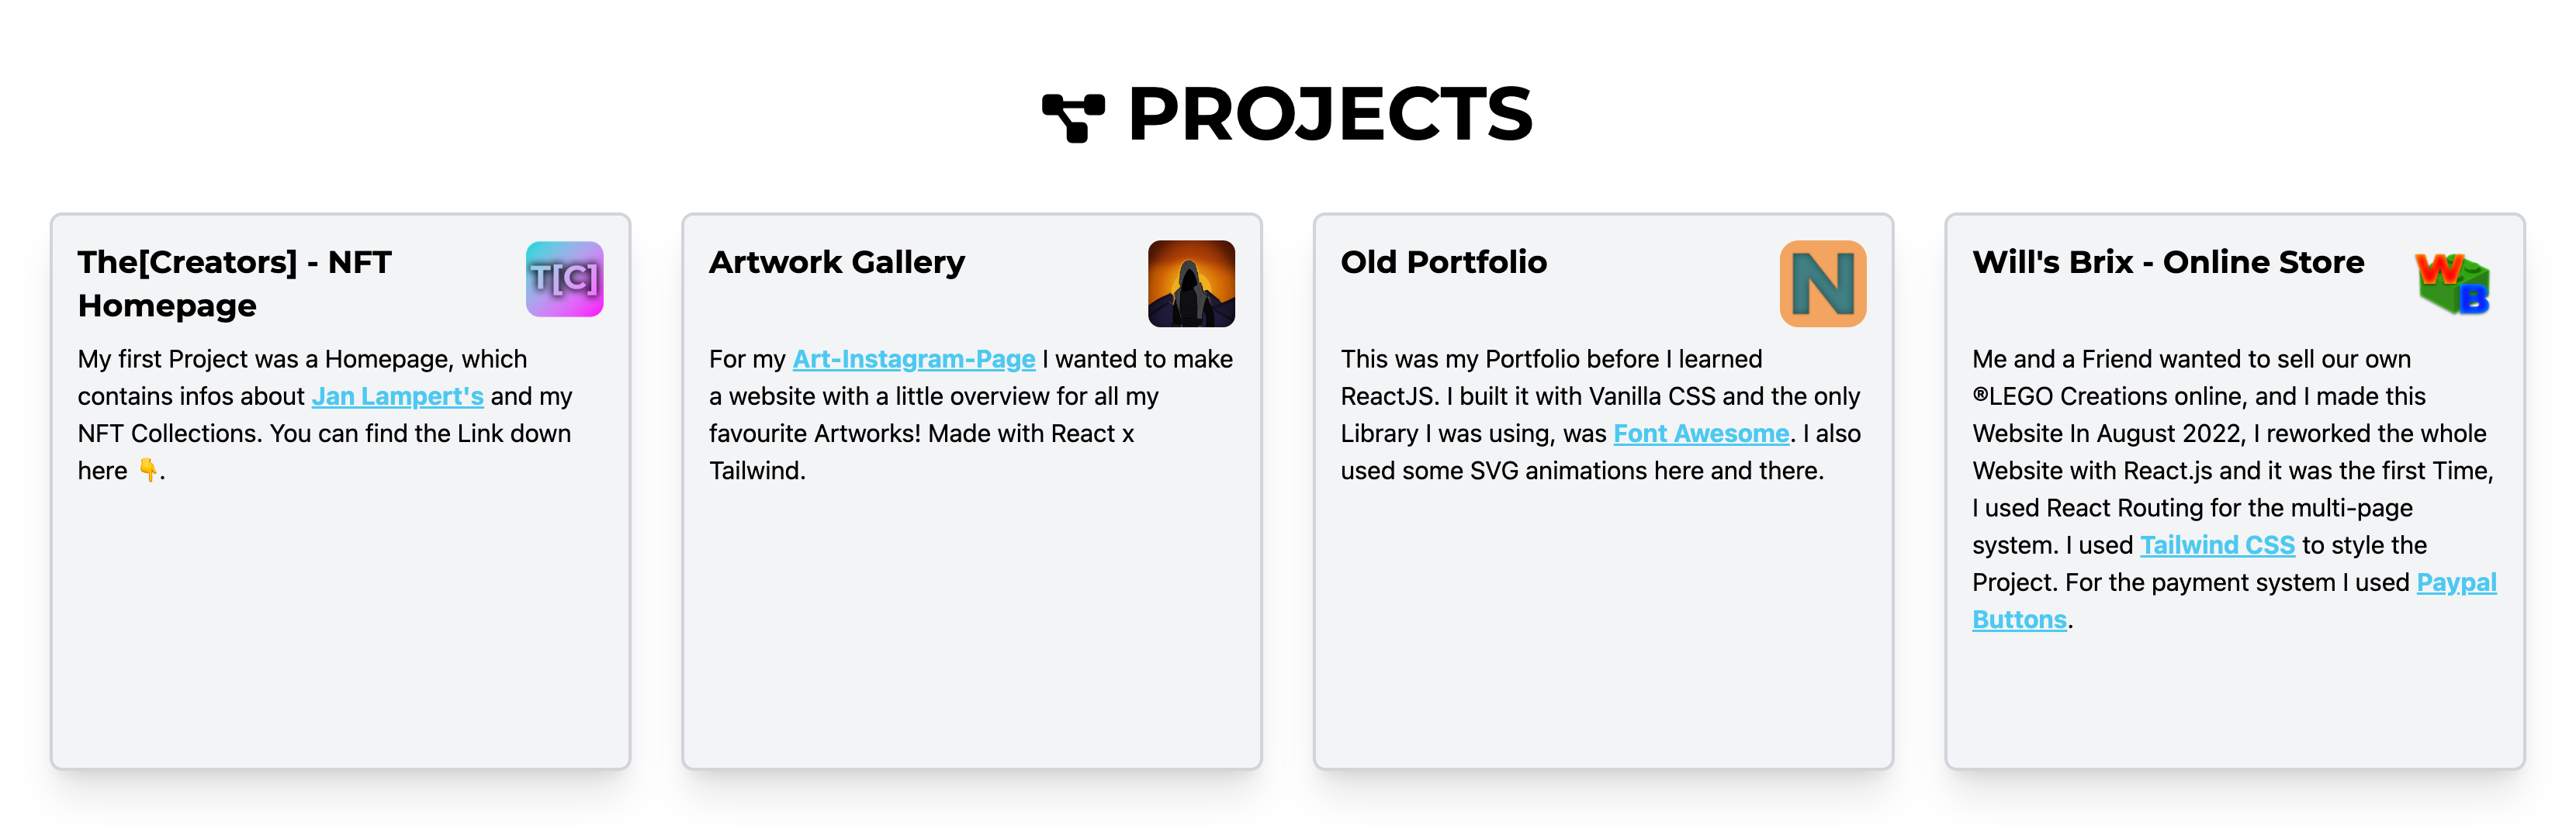 PROJECTS
The[Creators] - NFT
Homepage
T[C]
My first Project was a Homepage, which
contains infos about Jan Lampert's and my
NFT Collections. You can find the Link down
here 👇.
Artwork Gallery
For my Art-Instagram-Page I wanted to make
a website with a little overview for all my
favourite Artworks! Made with React x
Tailwind.
Old Portfolio
N
This was my Portfolio before I learned
ReactJS. I built it with Vanilla CSS and the only
Library I was using, was Font Awesome. I also
used some SVG animations here and there.
Will's Brix - Online Store
W
B
Me and a Friend wanted to sell our own
®LEGO Creations online, and I made this
Website In August 2022, I reworked the whole
Website with React.js and it was the first Time,
I used React Routing for the multi-page
system. I used Tailwind CSS to style the
Project. For the payment system I used Paypal
Buttons.